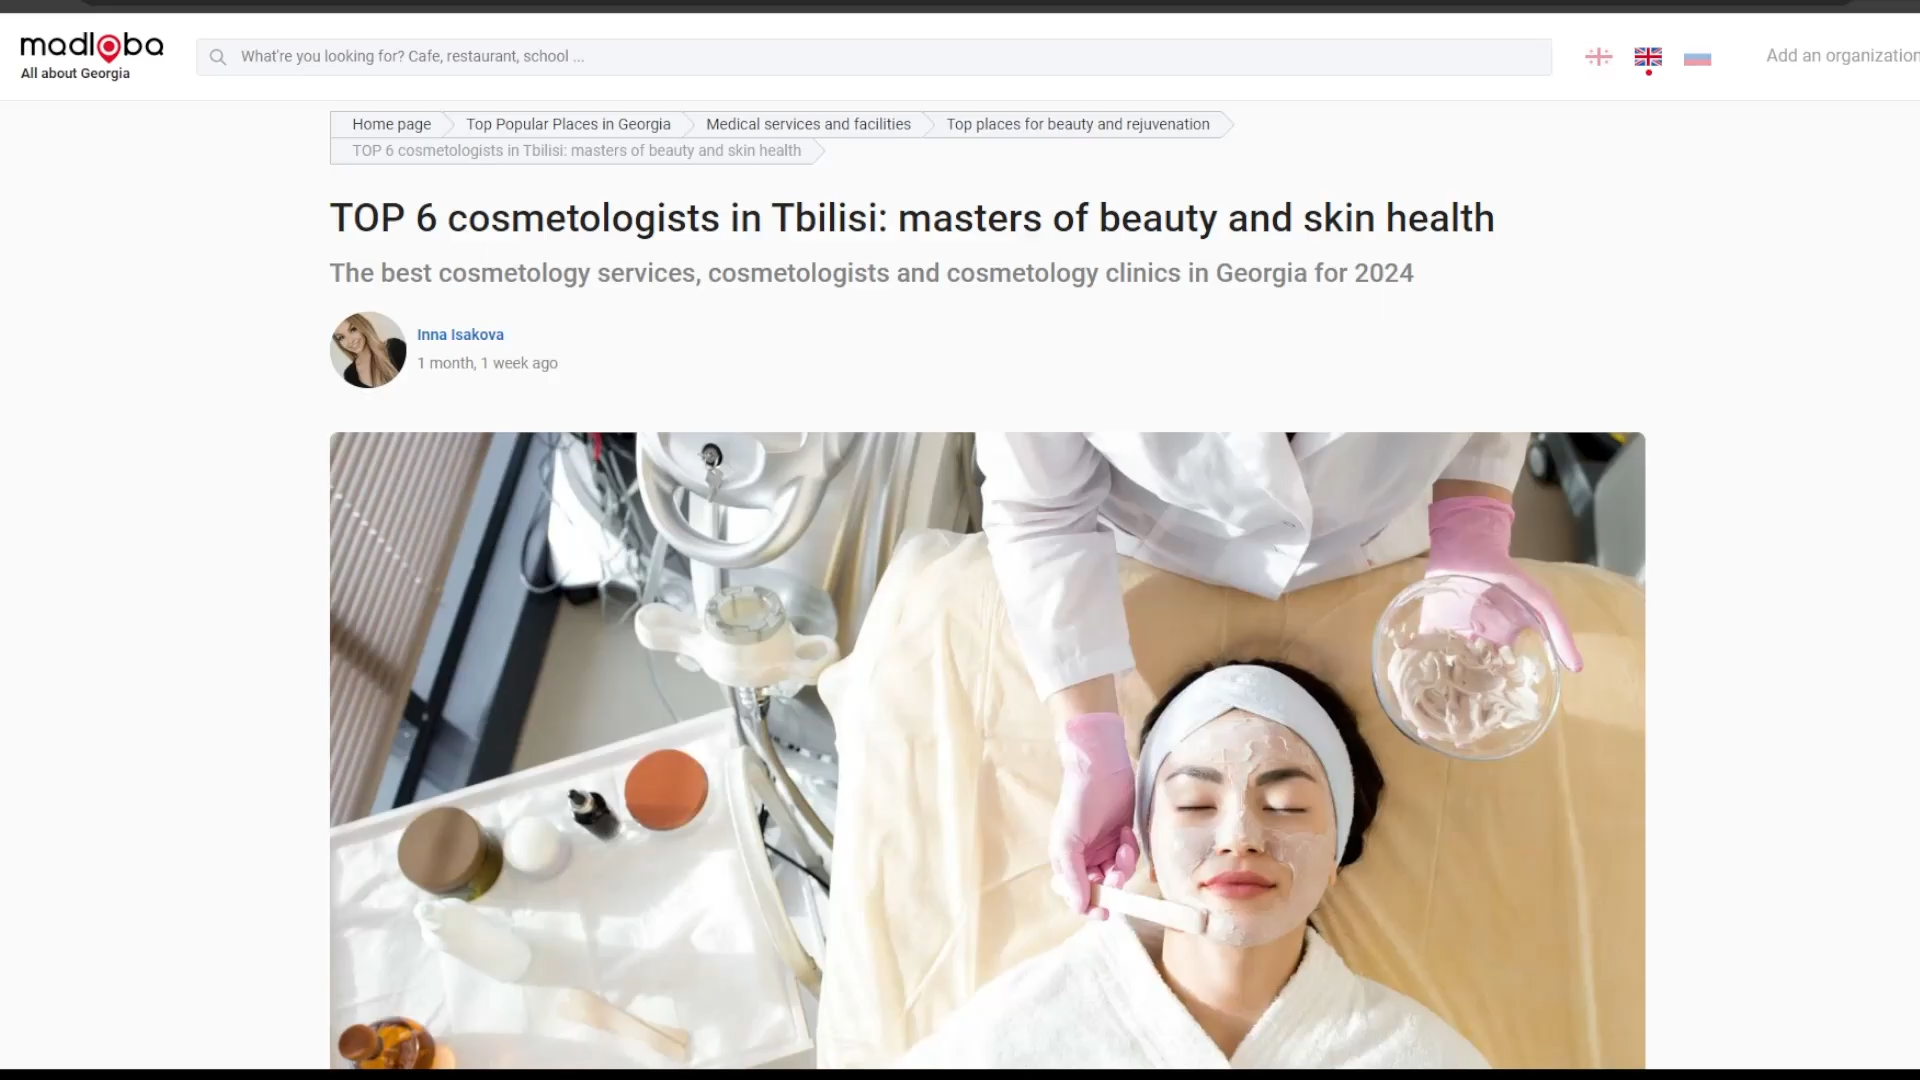 madloba
All about Georgia
What're you looking for? Cafe, restaurant, school ...
Add an organization
Home page
Top Popular Places in Georgia
Medical services and facilities
Top places for beauty and rejuvenation
TOP 6 cosmetologists in Tbilisi: masters of beauty and skin health
TOP 6 cosmetologists in Tbilisi: masters of beauty and skin health
The best cosmetology services, cosmetologists and cosmetology clinics in Georgia for 2024
Inna Isakova
1 month, 1 week ago